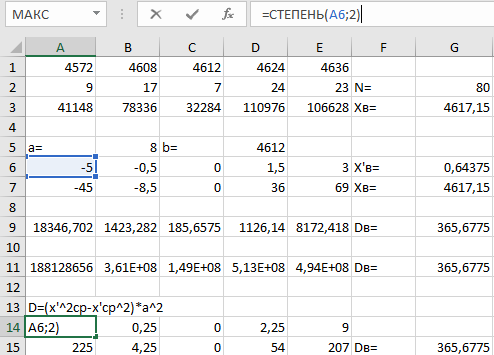 МАКС =СТЕПЕНЬ(A6;2)
A B C D E F G
1 4572 4608 4612 4624 4636
2 9 17 7 24 23 N= 80
3 41148 78336 32284 110976 106628 Xв= 4617,15
4
5 a= 8 b= 4612
6 -5 -0,5 0 1,5 3 X'в= 0,64375
7 -45 -8,5 0 36 69 Xв= 4617,15
8
9 18346,702 1423,282 185,6575 1126,14 8172,418 Dв= 365,6775
10
11 188128656 3,61E+08 1,49E+08 5,13E+08 4,94E+08 Dв= 365,6775
12
13 D=(x'^2ср-x'ср^2)*a^2
14 A6;2) 0,25 0 2,25 9
15 225 4,25 0 54 207 Dв= 365,6775